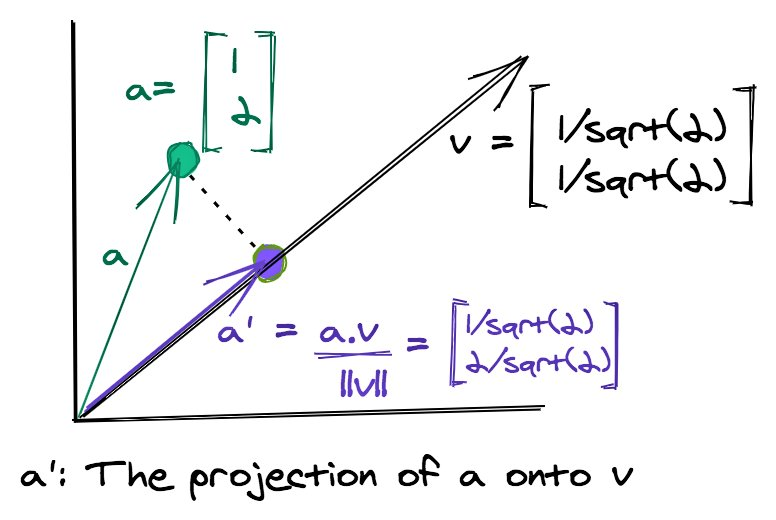 a= [1
2]
v = [1/sqrt(2)
1/sqrt(2)]
a
a' = a.v / ||v|| = [1/sqrt(2)
2/sqrt(2)]
a': The projection of a onto v